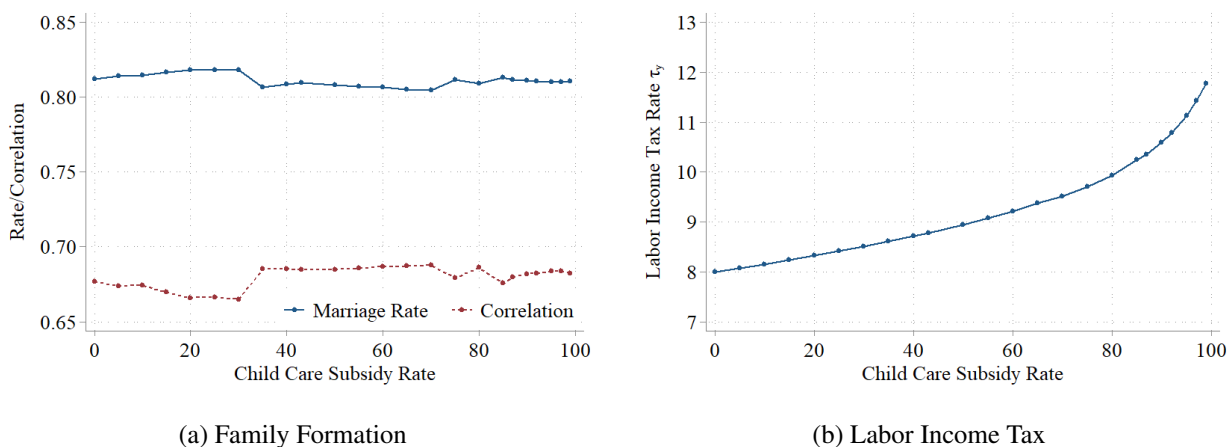 0.85
0.80
0.75
0.70
0.65
Rate/Correlation
Marriage Rate
Correlation
0 20 40 60 80 100
Child Care Subsidy Rate
(a) Family Formation
13
12
11
10
9
8
7
Labor Income Tax Rate τy
0 20 40 60 80 100
Child Care Subsidy Rate
(b) Labor Income Tax